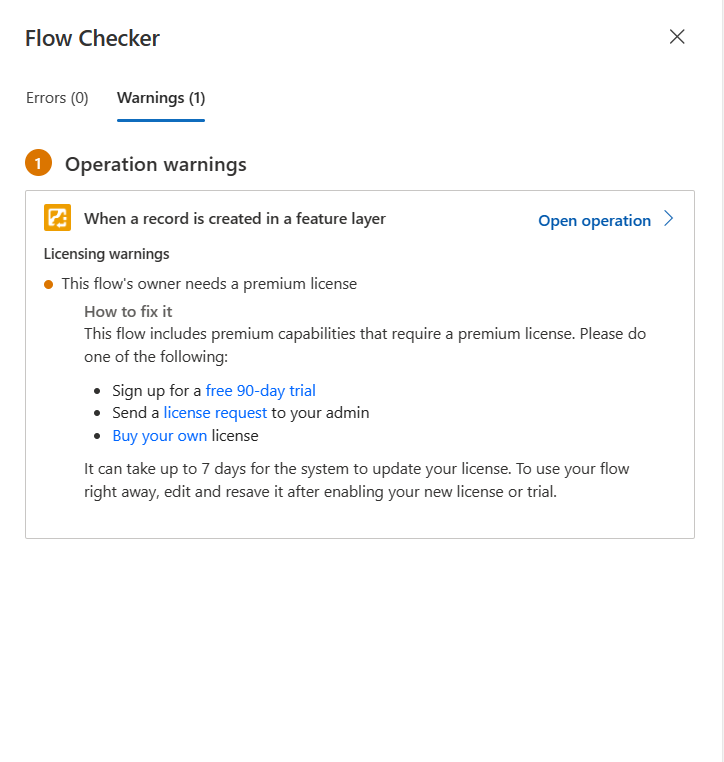 Flow Checker
Errors (0)
Warnings (1)
1
Operation warnings
When a record is created in a feature layer
Open operation
Licensing warnings
This flow's owner needs a premium license
How to fix it
This flow includes premium capabilities that require a premium license. Please do
one of the following:
Sign up for a free 90-day trial
Send a license request to your admin
Buy your own license
It can take up to 7 days for the system to update your license. To use your flow
right away, edit and resave it after enabling your new license or trial.